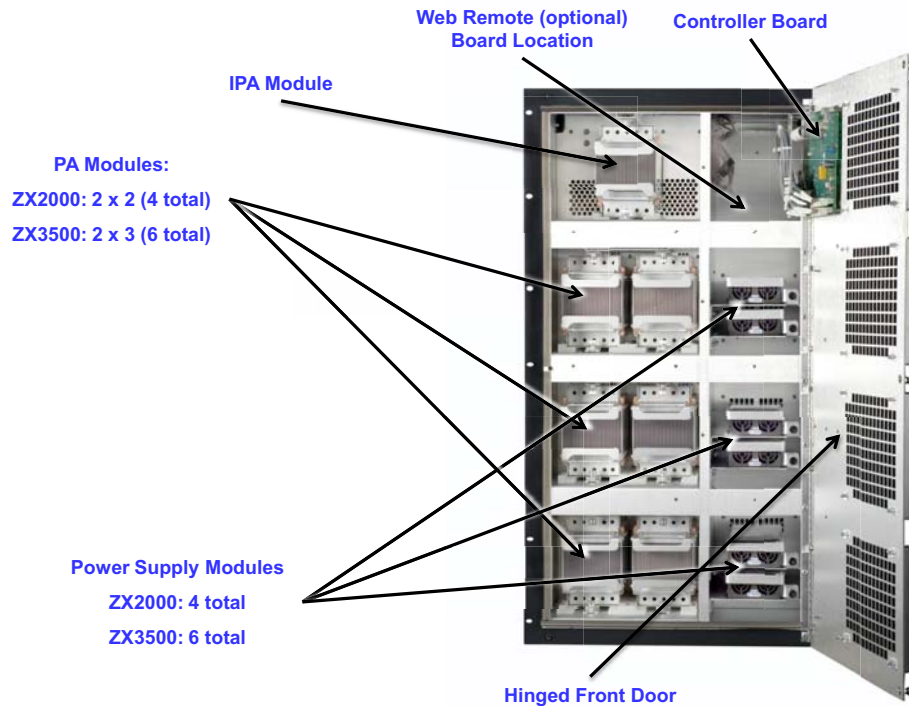 Web Remote (optional)
Board Location
Controller Board
IPA Module
PA Modules:
ZX2000: 2 x 2 (4 total)
ZX3500: 2 x 3 (6 total)
Power Supply Modules
ZX2000: 4 total
ZX3500: 6 total
Hinged Front Door